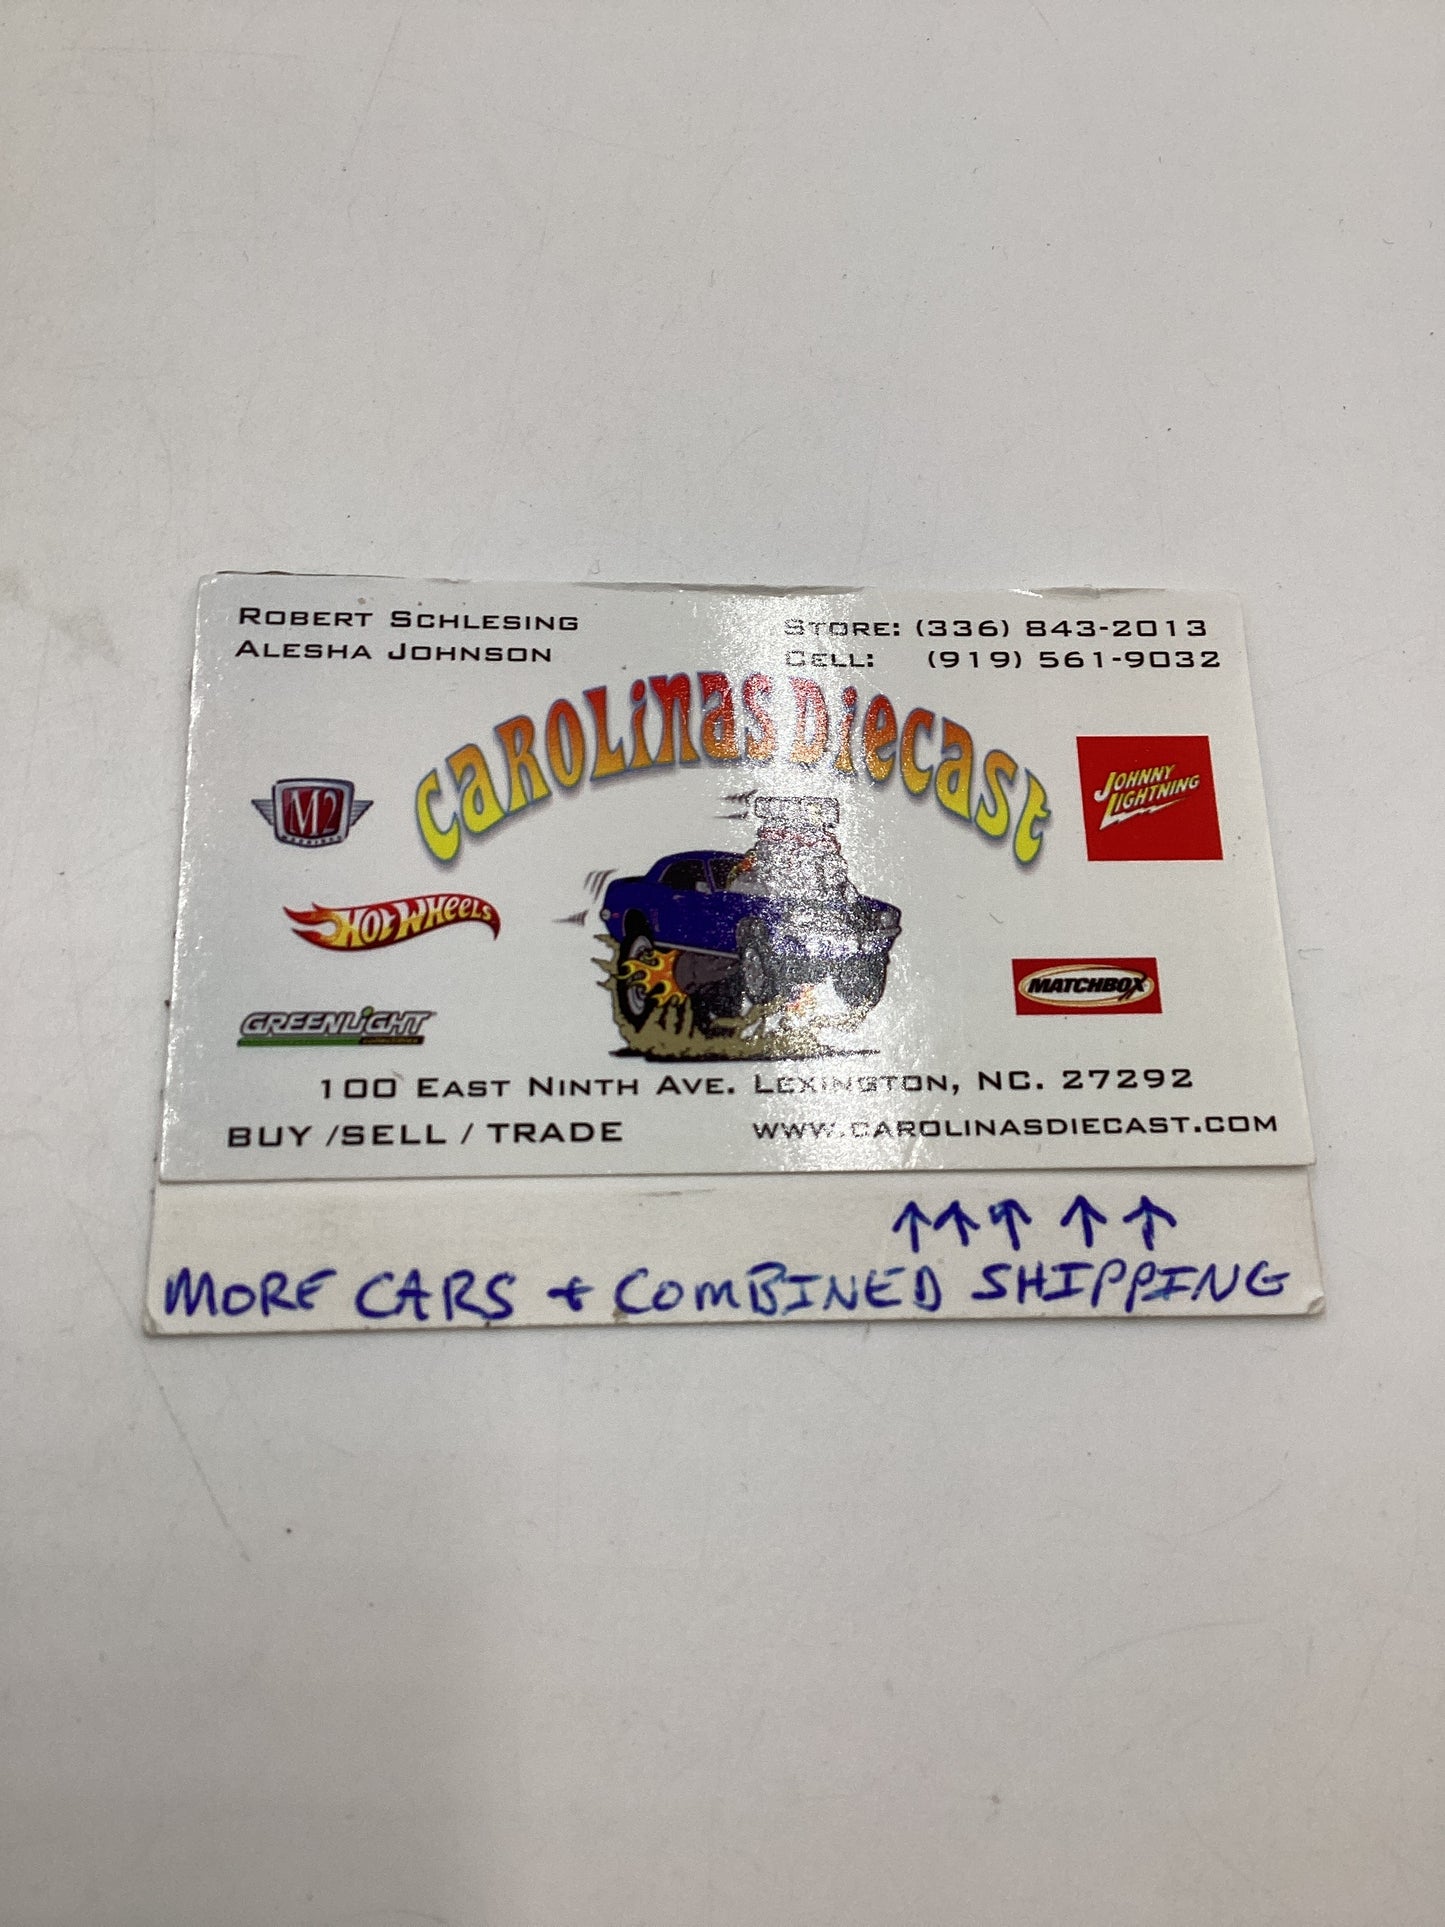 ROBERT SCHLESING
ALESHA JOHNSON
STORE: (336) 843-2013
CELL: (919) 561-9032
CAROLINAS DIECAST
M2
MACHINES
JOHNNY LIGHTNING
HOT WHEELS
MATCHBOX
GREENLIGHT
100 EAST NINTH AVE. LEXINGTON, NC. 27292
BUY /SELL / TRADE
WWW.CAROLINASDIECAST.COM
↑ ↑ ↑ ↑ ↑
MORE CARS + COMBINED SHIPPING